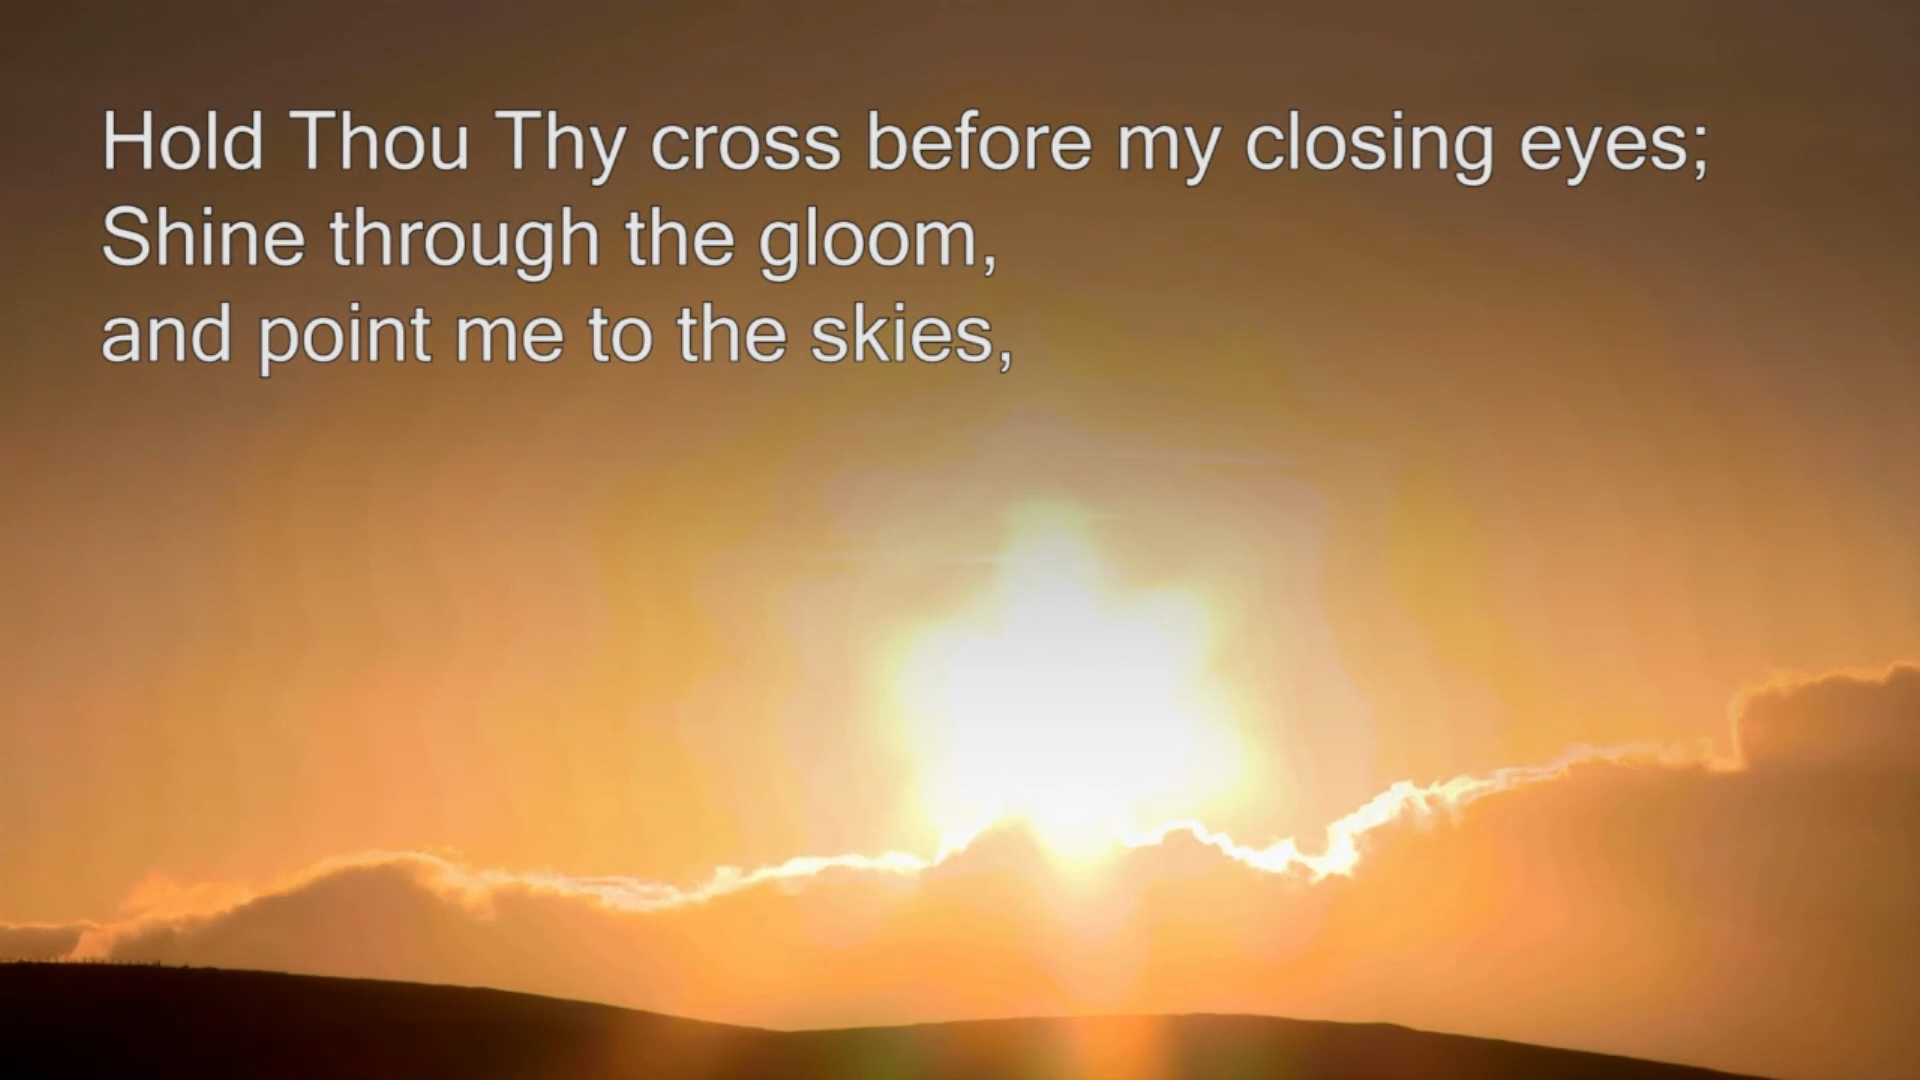 Hold Thou Thy cross before my closing eyes;
Shine through the gloom,
and point me to the skies,